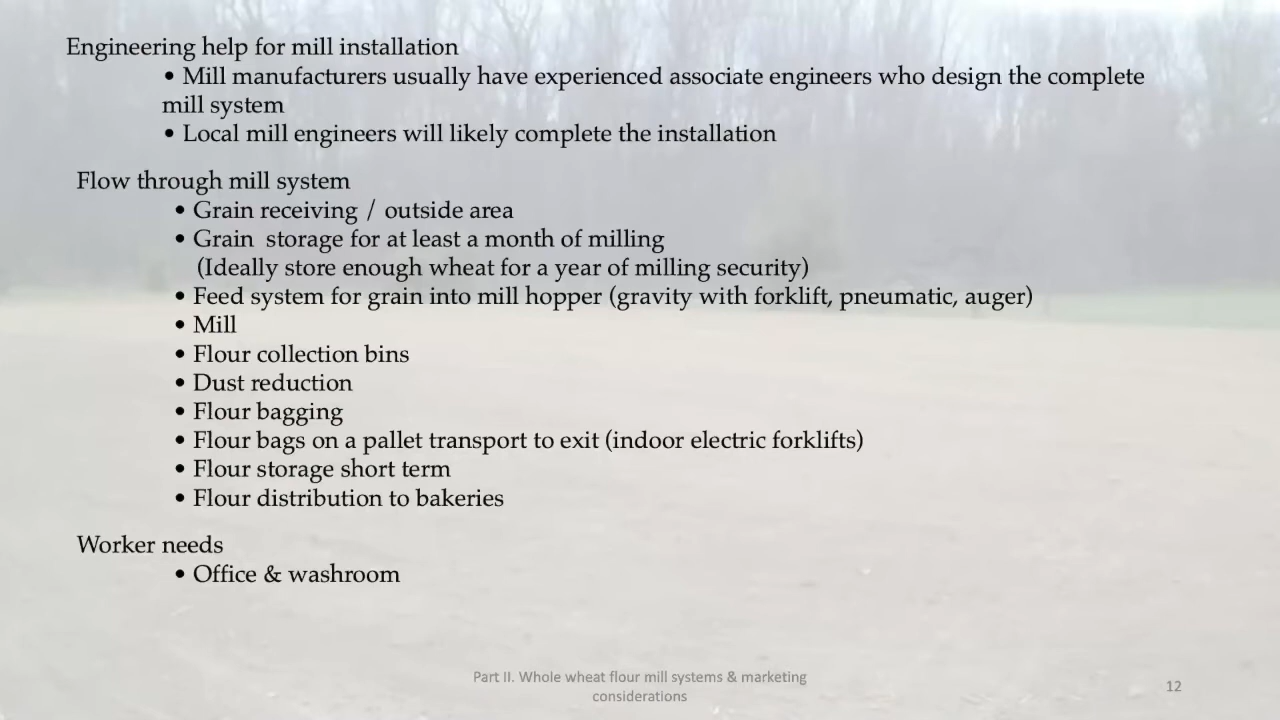 Engineering help for mill installation
• Mill manufacturers usually have experienced associate engineers who design the complete
mill system
• Local mill engineers will likely complete the installation
Flow through mill system
• Grain receiving / outside area
• Grain  storage for at least a month of milling
(Ideally store enough wheat for a year of milling security)
• Feed system for grain into mill hopper (gravity with forklift, pneumatic, auger)
• Mill
• Flour collection bins
• Dust reduction
• Flour bagging
• Flour bags on a pallet transport to exit (indoor electric forklifts)
• Flour storage short term
• Flour distribution to bakeries
Worker needs
• Office & washroom
Part II. Whole wheat flour mill systems & marketing
considerations
12